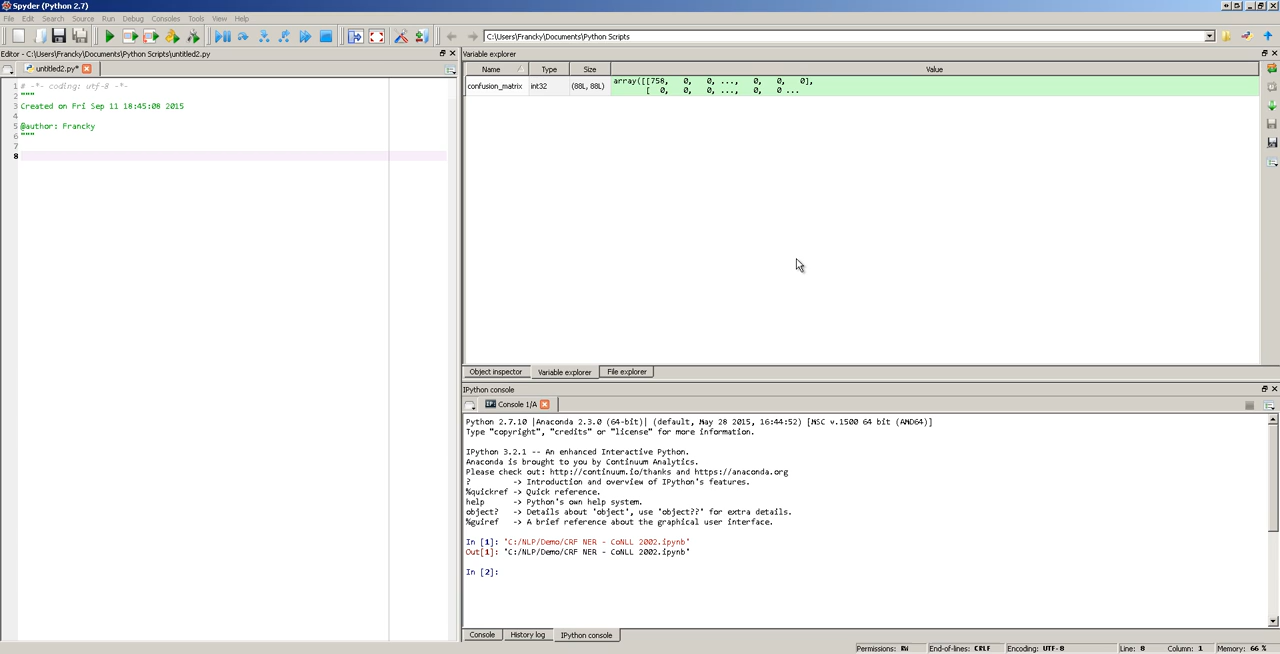 Spyder (Python 2.7)
File Edit Search Source Run Debug Consoles Tools View Help
C:\Users\Francky\Documents\Python Scripts
Editor - C:\Users\Francky\Documents\Python Scripts\untitled2.py
untitled2.py*
1 # -*- coding: utf-8 -*-
2 """
3 Created on Fri Sep 11 18:45:08 2015
4
5 @author: Francky
6 """
7
8
Variable explorer
Name Type Size Value
confusion_matrix int32 (88L, 88L) array([[758, 0, 0, ..., 0, 0, 0],
[ 0, 0, 0, ..., 0, 0 ...
Object inspector Variable explorer File explorer
IPython console
Console 1/A
Python 2.7.10 |Anaconda 2.3.0 (64-bit)| (default, May 28 2015, 16:44:52) [MSC v.1500 64 bit (AMD64)]
Type "copyright", "credits" or "license" for more information.
IPython 3.2.1 -- An enhanced Interactive Python.
Anaconda is brought to you by Continuum Analytics.
Please check out: http://continuum.io/thanks and https://anaconda.org
? -> Introduction and overview of IPython's features.
%quickref -> Quick reference.
help -> Python's own help system.
object? -> Details about 'object', use 'object??' for extra details.
%guiref -> A brief reference about the graphical user interface.
In [1]: 'C:/NLP/Demo/CRF NER - CoNLL 2002.ipynb'
Out[1]: 'C:/NLP/Demo/CRF NER - CoNLL 2002.ipynb'
In [2]:
Console History log IPython console
Permissions: RW End-of-lines: CRLF Encoding: UTF-8 Line: 8 Column: 1 Memory: 66 %